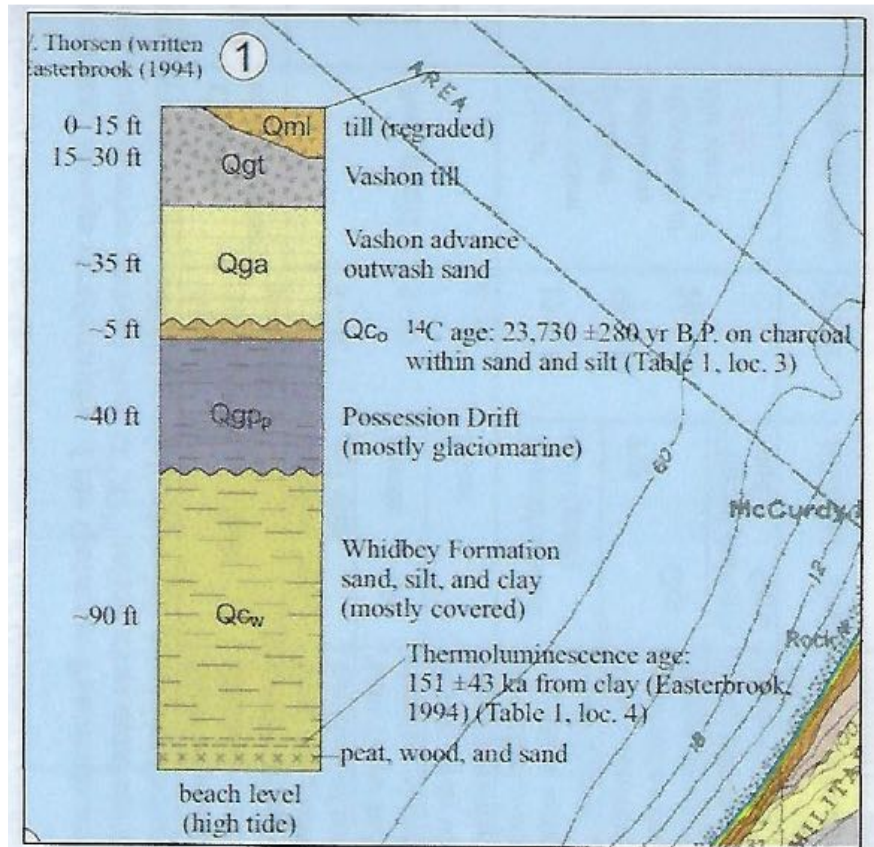 /. Thorsen (written
Easterbrook (1994)
1
0–15 ft
Qml
till (regraded)
15–30 ft
Qgt
Vashon till
~35 ft
Qga
Vashon advance
outwash sand
~5 ft
Qco 14C age: 23,730 ±280 yr B.P. on charcoal
within sand and silt (Table 1, loc. 3)
~40 ft
Qgpp
Possession Drift
(mostly glaciomarine)
~90 ft
Qcw
Whidbey Formation
sand, silt, and clay
(mostly covered)
Thermoluminescence age:
151 ±43 ka from clay (Easterbrook,
1994) (Table 1, loc. 4)
peat, wood, and sand
beach level
(high tide)
AREA
60
McCurdy
12
Rock
18
100
MILITA